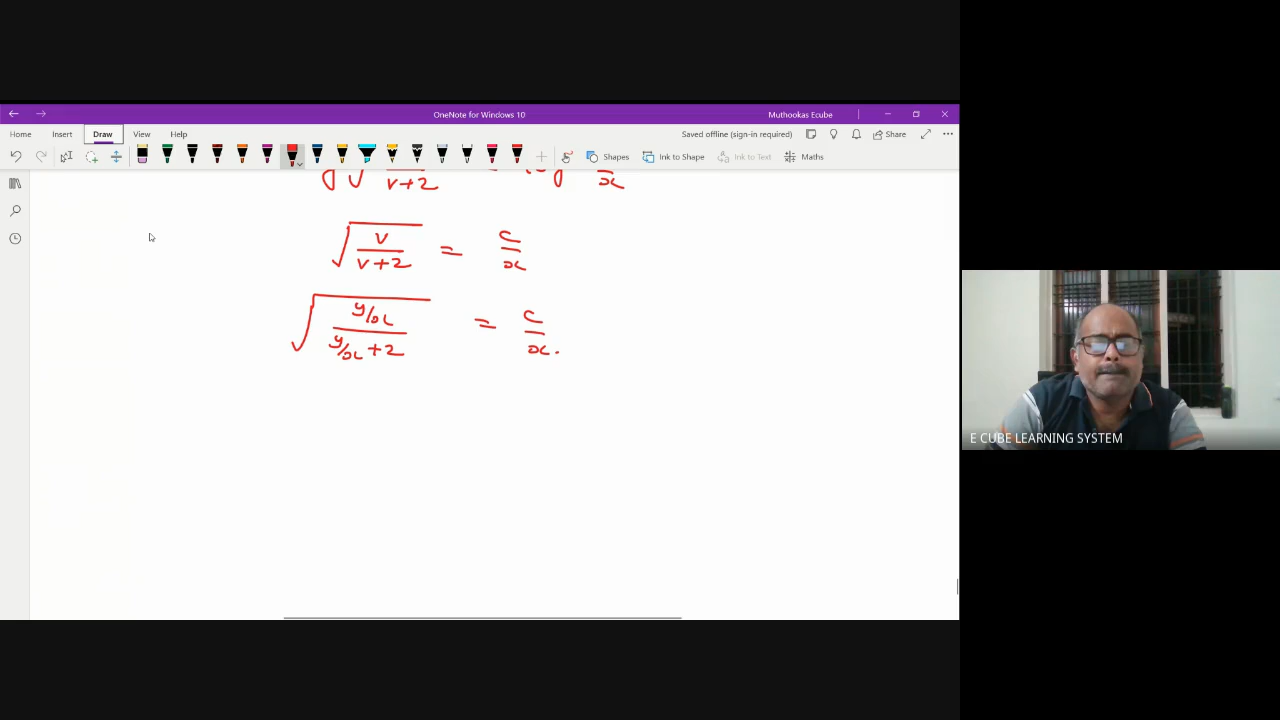 OneNote for Windows 10
Muthookas Ecube
Home Insert Draw View Help
Saved offline (sign-in required) Share
Shapes Ink to Shape Ink to Text Maths
v+2 x
√(v/(v+2)) = c/x
√((y/x)/(y/x+2)) = c/x.
E CUBE LEARNING SYSTEM